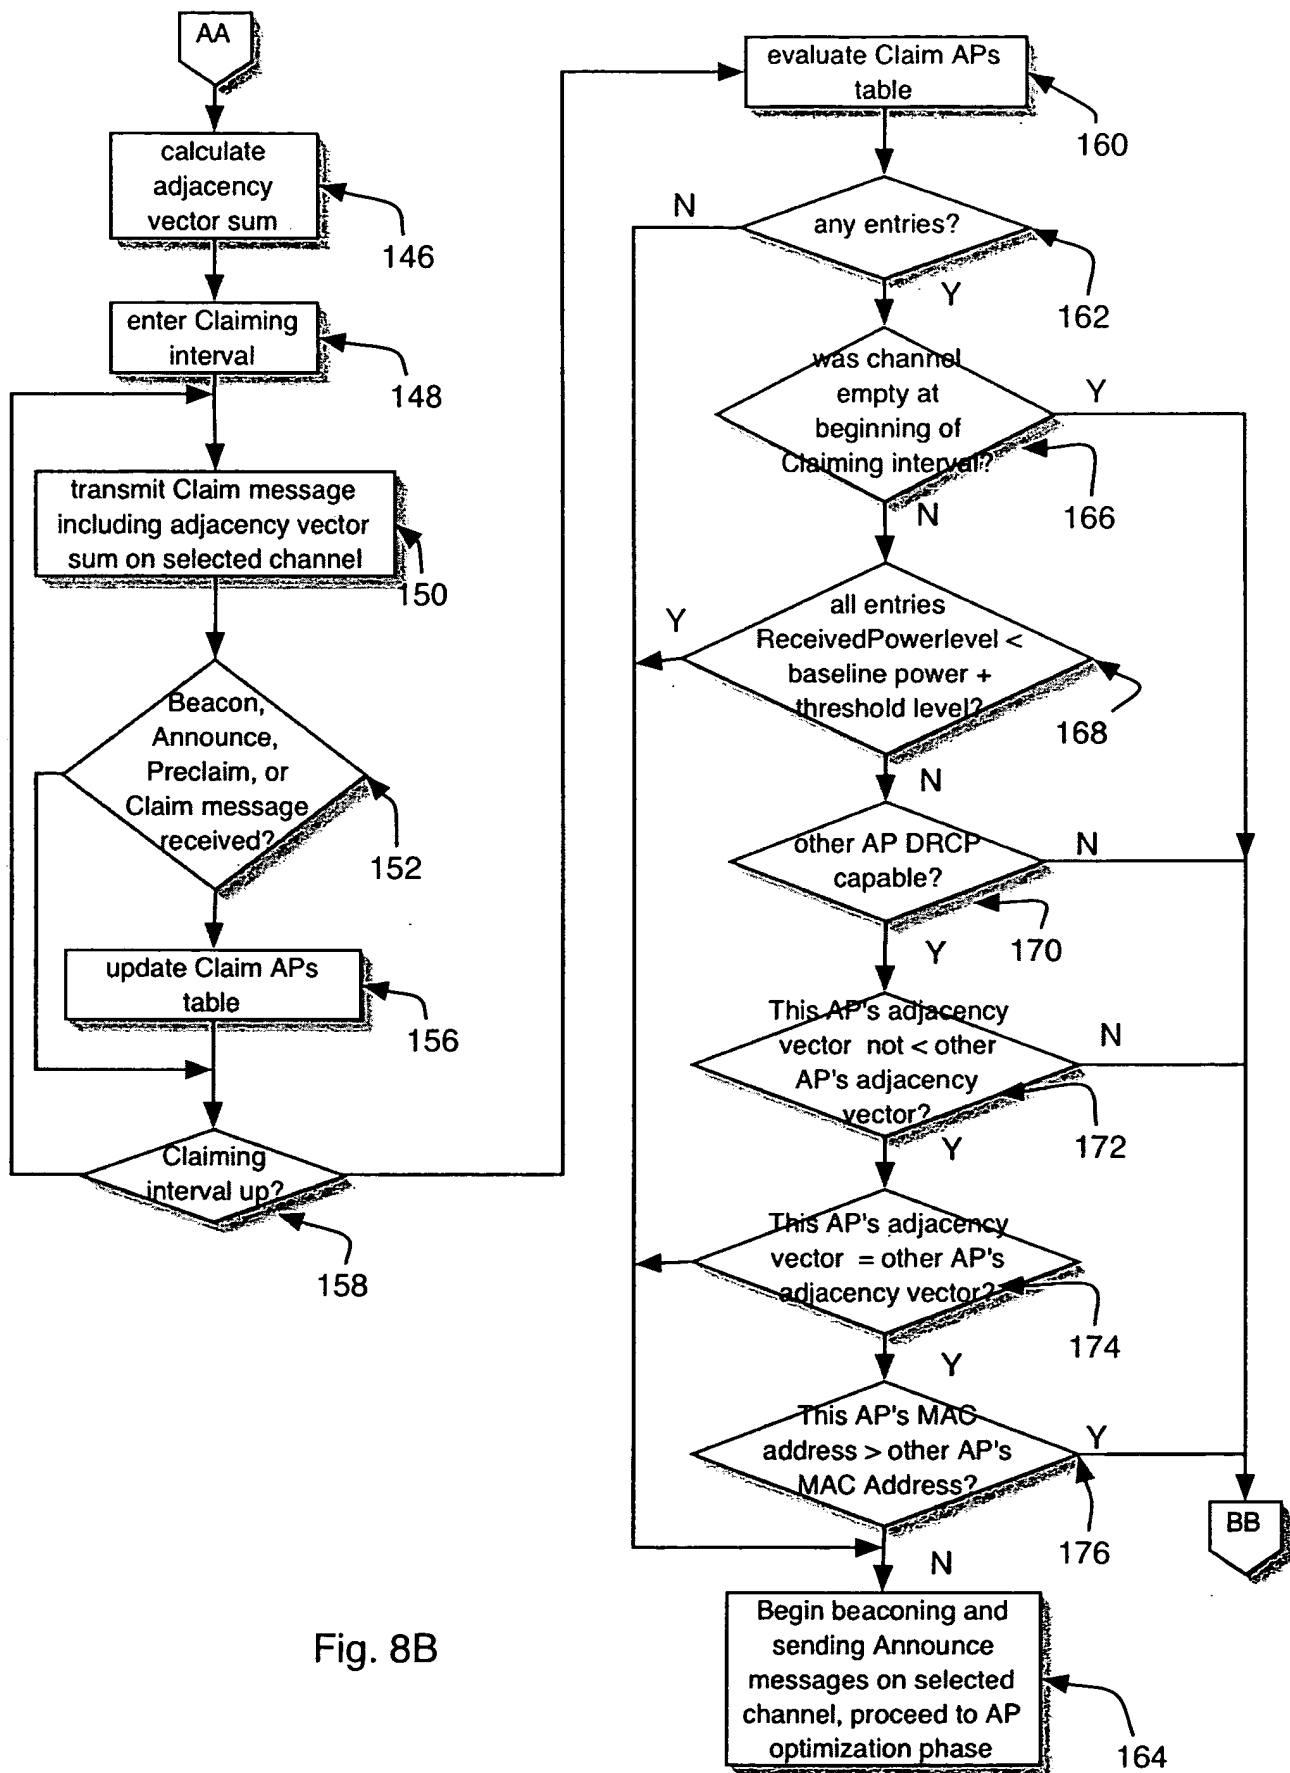 AA
calculate
adjacency
vector sum
146
enter Claiming
interval
148
transmit Claim message
including adjacency vector
sum on selected channel
150
Beacon,
Announce,
Preclaim, or
Claim message
received?
152
update Claim APs
table
156
Claiming
interval up?
158
evaluate Claim APs
table
160
N
any entries?
Y
162
was channel
empty at
beginning of
Claiming interval?
Y
N
166
Y
all entries
ReceivedPowerlevel <
baseline power +
threshold level?
168
N
other AP DRCP
capable?
N
170
Y
This AP's adjacency
vector not < other
AP's adjacency
vector?
N
172
Y
This AP's adjacency
vector = other AP's
adjacency vector?
174
Y
This AP's MAC
address > other AP's
MAC Address?
Y
176
BB
N
Begin beaconing and
sending Announce
messages on selected
channel, proceed to AP
optimization phase
164
Fig. 8B